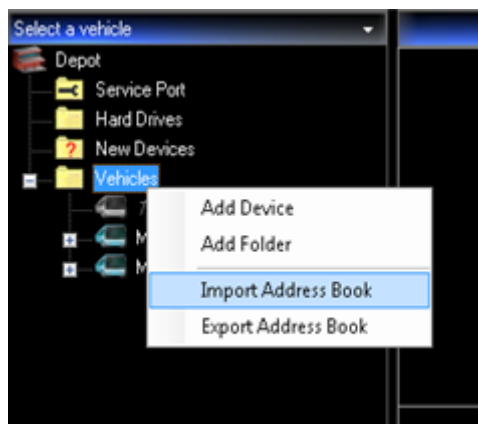 Select a vehicle
Depot
Service Port
Hard Drives
New Devices
Vehicles
Add Device
Add Folder
Import Address Book
Export Address Book